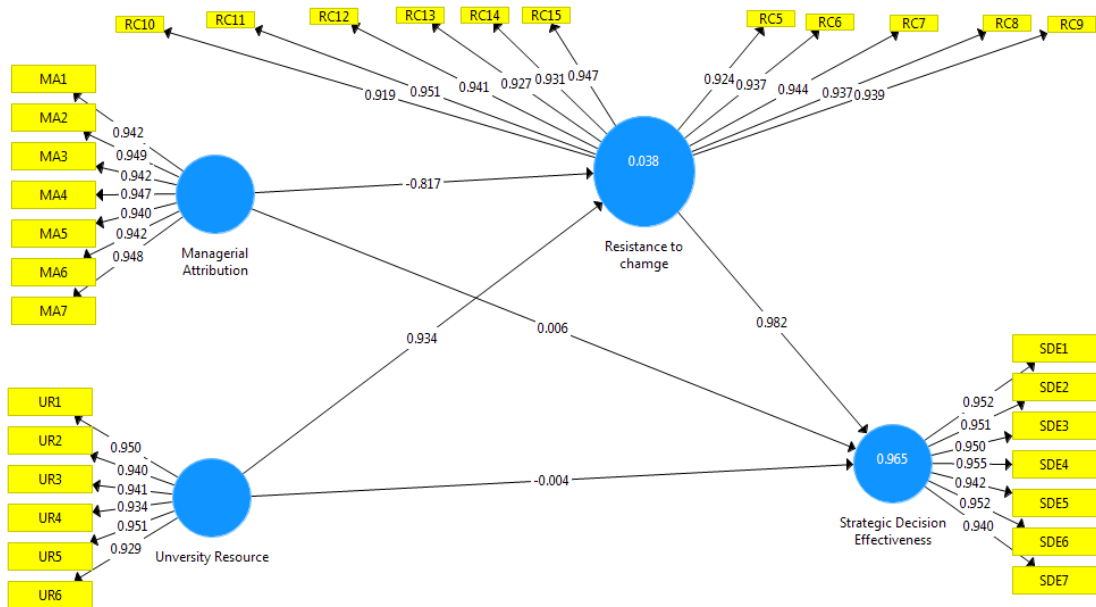 RC10
RC11
RC12
RC13
RC14
RC15
RC5
RC6
RC7
RC8
RC9
0.919
0.951
0.941
0.927
0.931
0.947
0.924
0.937
0.944
0.937
0.939
MA1
MA2
MA3
MA4
MA5
MA6
MA7
0.942
0.949
0.942
0.947
0.940
0.942
0.948
Managerial
Attribution
-0.817
0.038
Resistance to
chamge
0.934
0.006
0.982
UR1
UR2
UR3
UR4
UR5
UR6
0.950
0.940
0.941
0.934
0.951
0.929
Unversity Resource
-0.004
0.965
Strategic Decision
Effectiveness
0.952
0.951
0.950
0.955
0.942
0.952
0.940
SDE1
SDE2
SDE3
SDE4
SDE5
SDE6
SDE7